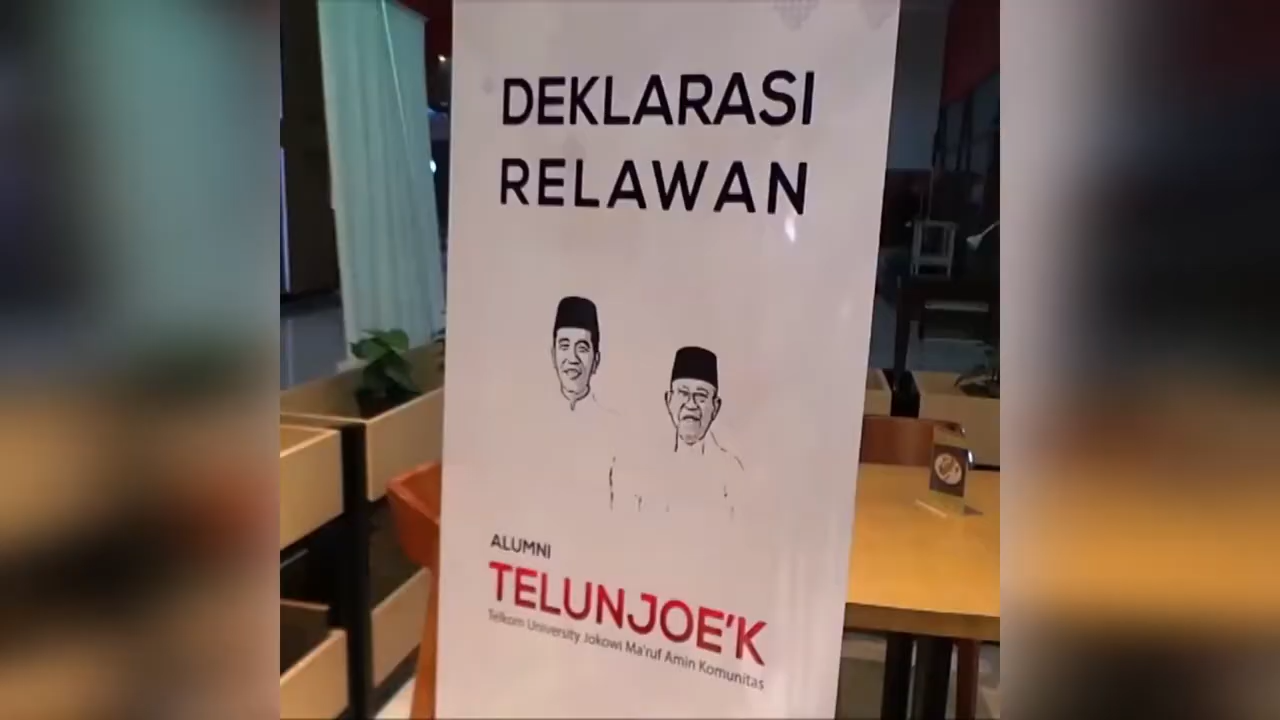 DEKLARASI
RELAWAN
ALUMNI
TELUNJOE'K
Telkom University Jokowi Ma'ruf Amin Komunitas